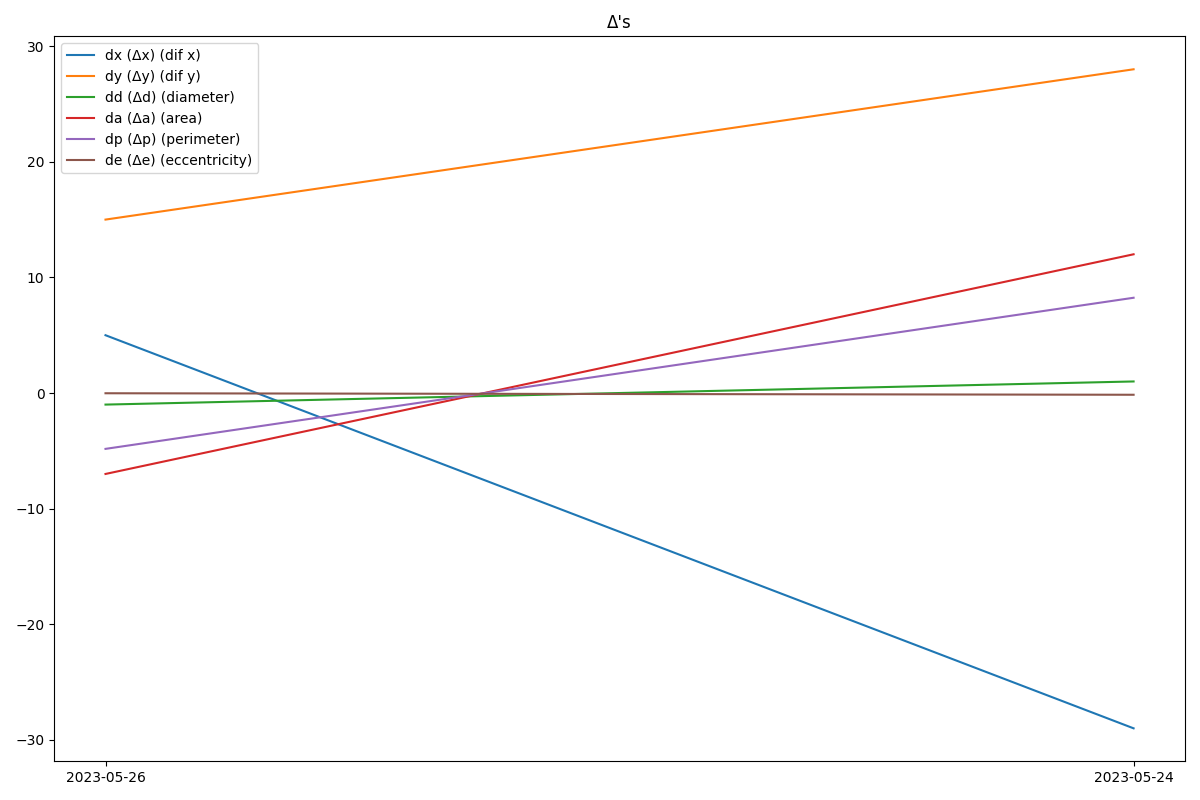 Δ's
dx (Δx) (dif x)
dy (Δy) (dif y)
dd (Δd) (diameter)
da (Δa) (area)
dp (Δp) (perimeter)
de (Δe) (eccentricity)
30
20
10
0
−10
−20
−30
2023-05-26
2023-05-24